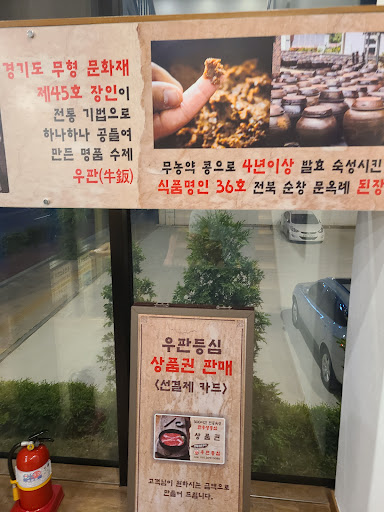 경기도 무형 문화재
제45호 장인이
전통 기법으로
하나하나 공들여
만든 명품 수제
우판(牛鈑)
무농약 콩으로 4년이상 발효 숙성시킨
식품명인 36호 전북 순창 문옥례 된장
우판등심
상품권 판매
<선결제 카드>
상품권
우판등심
고객님이 원하시는 금액으로
만들어 드립니다.